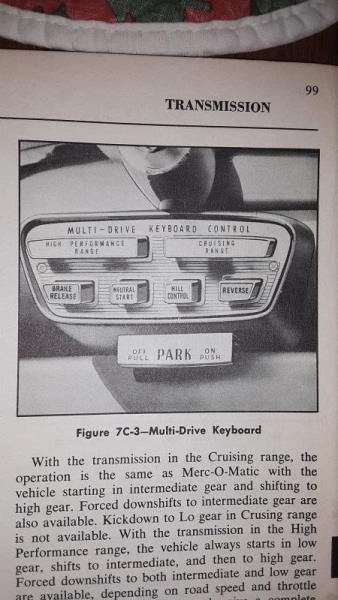 99
TRANSMISSION
MULTI-DRIVE KEYBOARD CONTROL
HIGH PERFORMANCE RANGE
CRUISING RANGE
BRAKE RELEASE
NEUTRAL START
HILL CONTROL
REVERSE
OFF PULL PARK ON PUSH
Figure 7C-3—Multi-Drive Keyboard
With the transmission in the Cruising range, the
operation is the same as Merc-O-Matic with the
vehicle starting in intermediate gear and shifting to
high gear. Forced downshifts to intermediate gear are
also available. Kickdown to Lo gear in Crusing range
is not available. With the transmission in the High
Performance range, the vehicle always starts in low
gear, shifts to intermediate, and then to high gear.
Forced downshifts to both intermediate and low gear
are available, depending on road speed and throttle
a complete